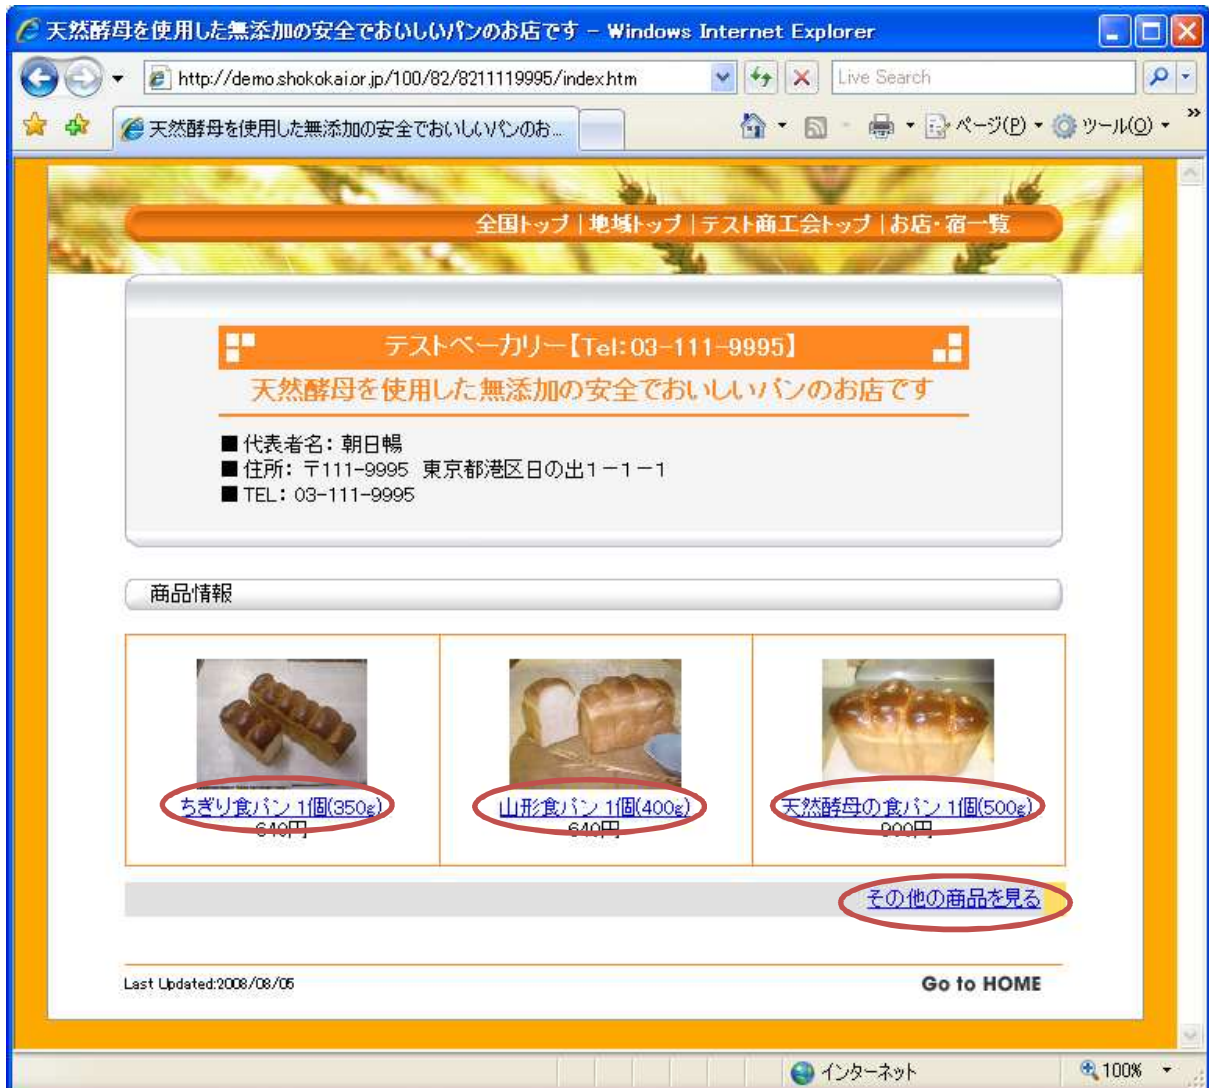 天然酵母を使用した無添加の安全でおいしいパンのお店です - Windows Internet Explorer
http://demo.shokokai.or.jp/100/82/8211119995/index.htm
Live Search
天然酵母を使用した無添加の安全でおいしいパンのお...
ページ(P)
ツール(O)
»
全国トップ | 地域トップ | テスト商工会トップ | お店・宿一覧
テストベーカリー【Tel:03-111-9995】
天然酵母を使用した無添加の安全でおいしいパンのお店です
■代表者名：朝日暢
■住所：〒111-9995 東京都港区日の出1－1－1
■TEL：03-111-9995
商品情報
ちぎり食パン 1個(350g)
640円
山形食パン 1個(400g)
640円
天然酵母の食パン 1個(500g)
900円
その他の商品を見る
Last Updated:2008/08/05
Go to HOME
インターネット
100%